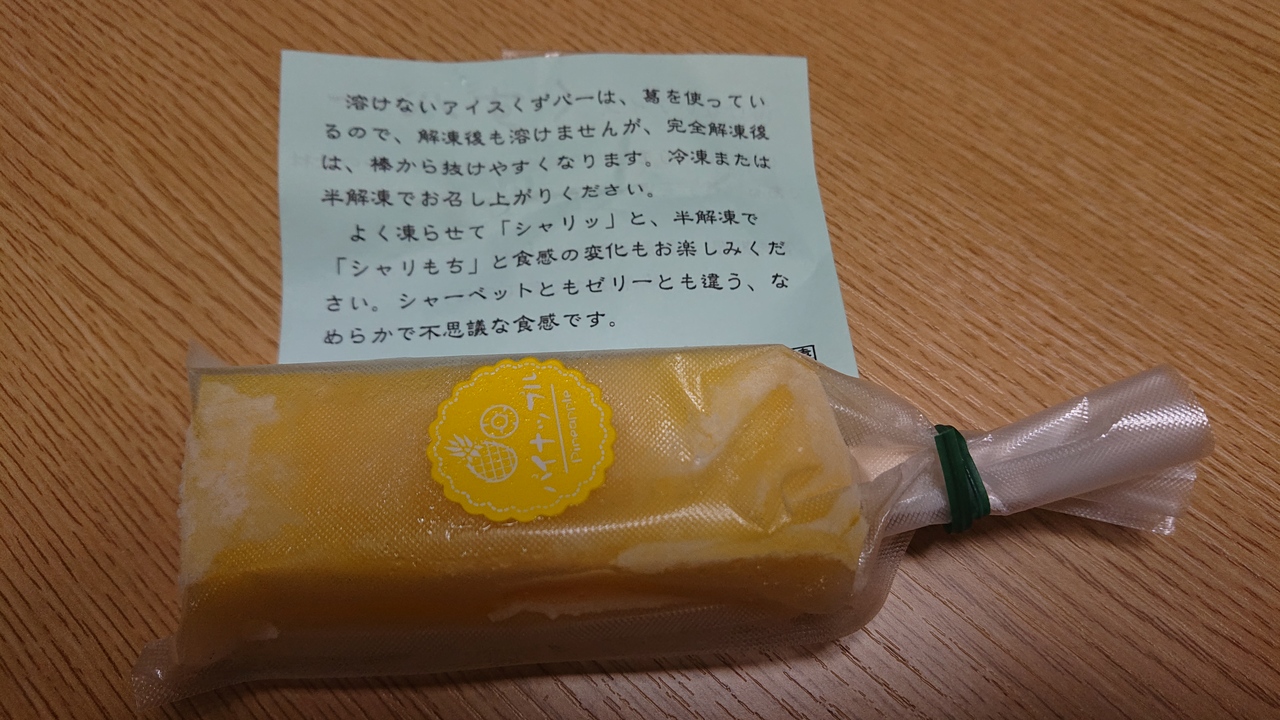 溶けないアイスくずバーは、葛を使ってい
るので、解凍後も溶けませんが、完全解凍後
は、棒から抜けやすくなります。冷凍または
半解凍でお召し上がりください。
よく凍らせて「シャリッ」と、半解凍で
「シャリもち」と食感の変化もお楽しみくだ
さい。シャーベットともゼリーとも違う、な
めらかで不思議な食感です。
パイナップル
Pineapple